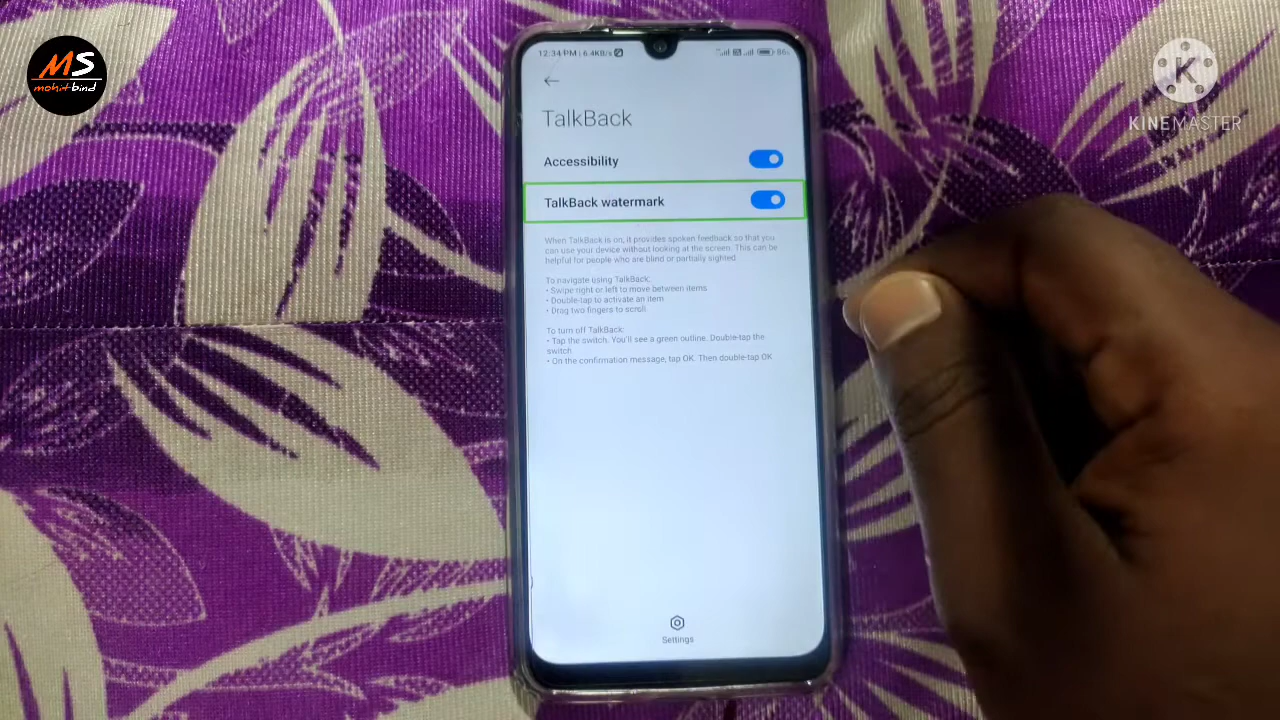 MS
mohit bind
K
KINEMASTER
12:34 PM | 6.4KB/s
86
TalkBack
Accessibility
TalkBack watermark
When TalkBack is on, it provides spoken feedback so that you
can use your device without looking at the screen. This can be
helpful for people who are blind or partially sighted.
To navigate using TalkBack:
• Swipe right or left to move between items
• Double-tap to activate an item
• Drag two fingers to scroll
To turn off TalkBack:
• Tap the switch. You'll see a green outline. Double-tap the
switch
• On the confirmation message, tap OK. Then double-tap OK
Settings